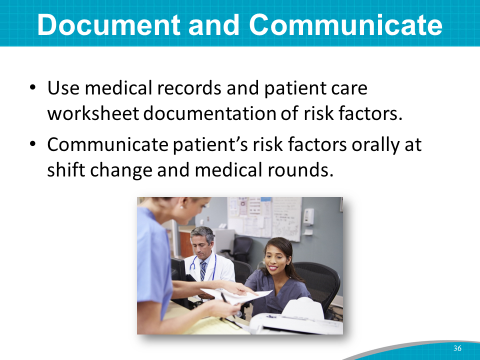 Document and Communicate
• Use medical records and patient care
worksheet documentation of risk factors.
• Communicate patient’s risk factors orally at
shift change and medical rounds.
36